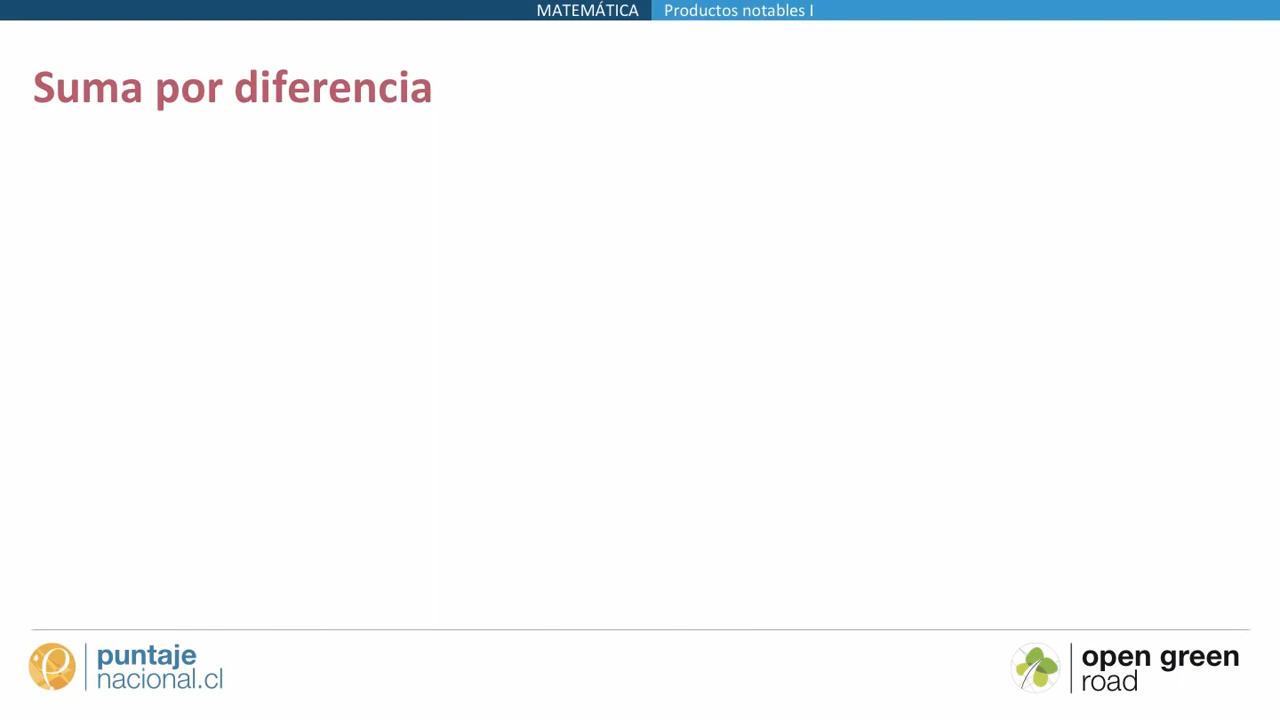 MATEMÁTICA Productos notables I
Suma por diferencia
puntaje
nacional.cl
open green
road